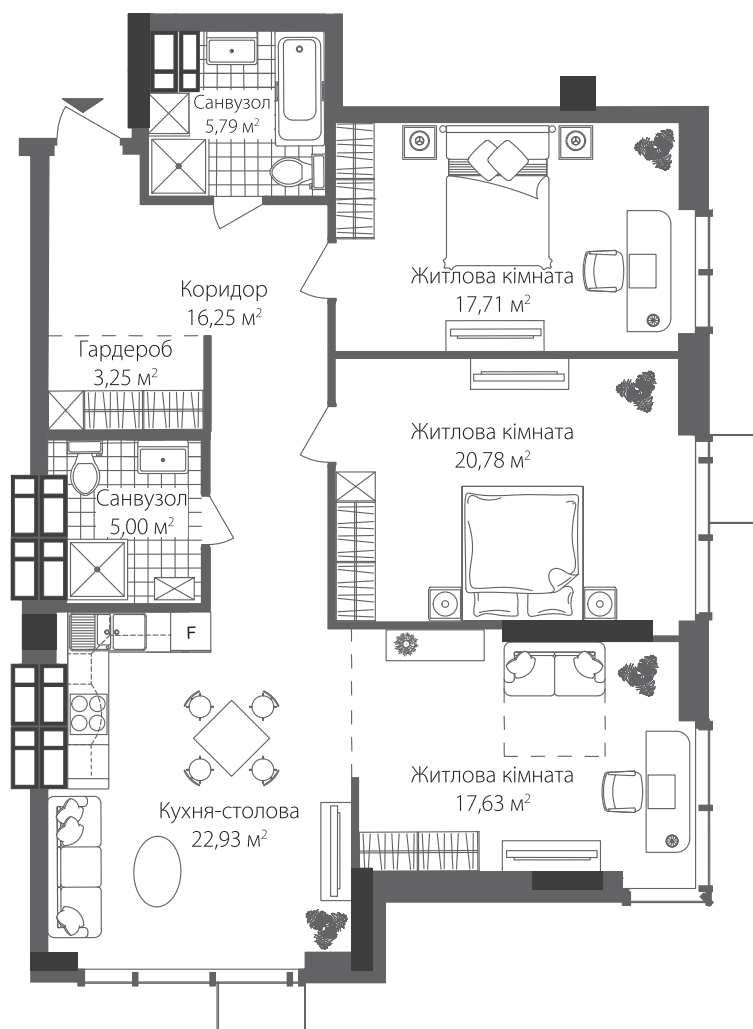 Санвузол
5,79 м²
Житлова кімната
17,71 м²
Коридор
16,25 м²
Гардероб
3,25 м²
Житлова кімната
20,78 м²
Санвузол
5,00 м²
F
Житлова кімната
17,63 м²
Кухня-столова
22,93 м²